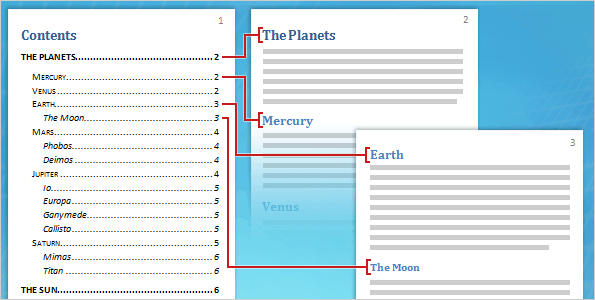 1
Contents
THE PLANETS........................................................ 2
MERCURY........................................................ 2
VENUS ........................................................ 2
EARTH........................................................ 3
The Moon........................................................ 3
MARS........................................................ 4
Phobos........................................................ 4
Deimos ........................................................ 4
JUPITER ........................................................ 4
Io........................................................ 5
Europa........................................................ 5
Ganymede........................................................ 5
Callisto ........................................................ 5
SATURN........................................................ 5
Mimas ........................................................ 6
Titan ........................................................ 6
THE SUN........................................................ 6
2
The Planets
Mercury
Venus
3
Earth
The Moon